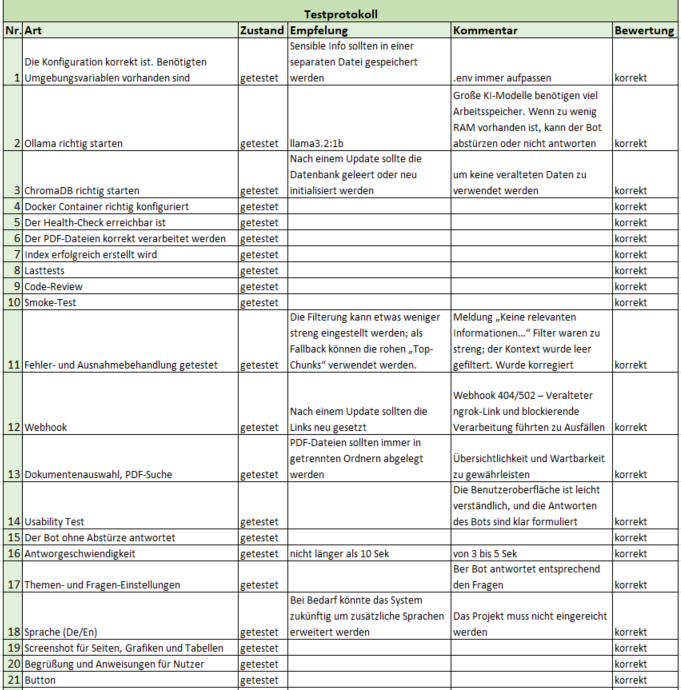 Testprotokoll
Nr. Art Zustand Empfelung Kommentar Bewertung
Sensible Info sollten in einer
Die Konfiguration korrekt ist. Benötigten separaten Datei gespeichert
1 Umgebungsvariablen vorhanden sind getestet werden .env immer aufpassen korrekt
Große KI-Modelle benötigen viel
Arbeitsspeicher. Wenn zu wenig
RAM vorhanden ist, kann der Bot
2 Ollama richtig starten getestet llama3.2:1b abstürzen oder nicht antworten korrekt
Nach einem Update sollte die
Datenbank geleert oder neu um keine veralteten Daten zu
3 ChromaDB richtig starten getestet initialisiert werden verwendet werden korrekt
4 Docker Container richtig konfiguriert getestet korrekt
5 Der Health-Check erreichbar ist getestet korrekt
6 Der PDF-Dateien korrekt verarbeitet werden getestet korrekt
7 Index erfolgreich erstellt wird getestet korrekt
8 Lasttests getestet korrekt
9 Code-Review getestet korrekt
10 Smoke-Test getestet korrekt
Die Filterung kann etwas weniger Meldung „Keine relevanten
streng eingestellt werden; als Informationen...“ Filter waren zu
Fallback können die rohen „Top- streng; der Kontext wurde leer
11 Fehler- und Ausnahmebehandlung getestet getestet Chunks“ verwendet werden. gefiltert. Wurde korregiert korrekt
Webhook 404/502 – Veralteter
Nach einem Update sollten die ngrok-Link und blockierende
12 Webhook getestet Links neu gesetzt Verarbeitung führten zu Ausfällen korrekt
PDF-Dateien sollten immer in
getrennten Ordnern abgelegt Übersichtlichkeit und Wartbarkeit
13 Dokumentenauswahl, PDF-Suche getestet werden zu gewährleisten korrekt
Die Benutzeroberfläche ist leicht
verständlich, und die Antworten
14 Usability Test getestet des Bots sind klar formuliert korrekt
15 Der Bot ohne Abstürze antwortet getestet korrekt
16 Antworgeschwiendigkeit getestet nicht länger als 10 Sek von 3 bis 5 Sek korrekt
Ber Bot antwortet entsprechend
17 Themen- und Fragen-Einstellungen getestet den Fragen korrekt
Bei Bedarf könnte das System
zukünftig um zusätzliche Sprachen Das Projekt muss nicht eingereicht
18 Sprache (De/En) getestet erweitert werden werden korrekt
19 Screenshot für Seiten, Grafiken und Tabellen getestet korrekt
20 Begrüßung und Anweisungen für Nutzer getestet korrekt
21 Button getestet korrekt